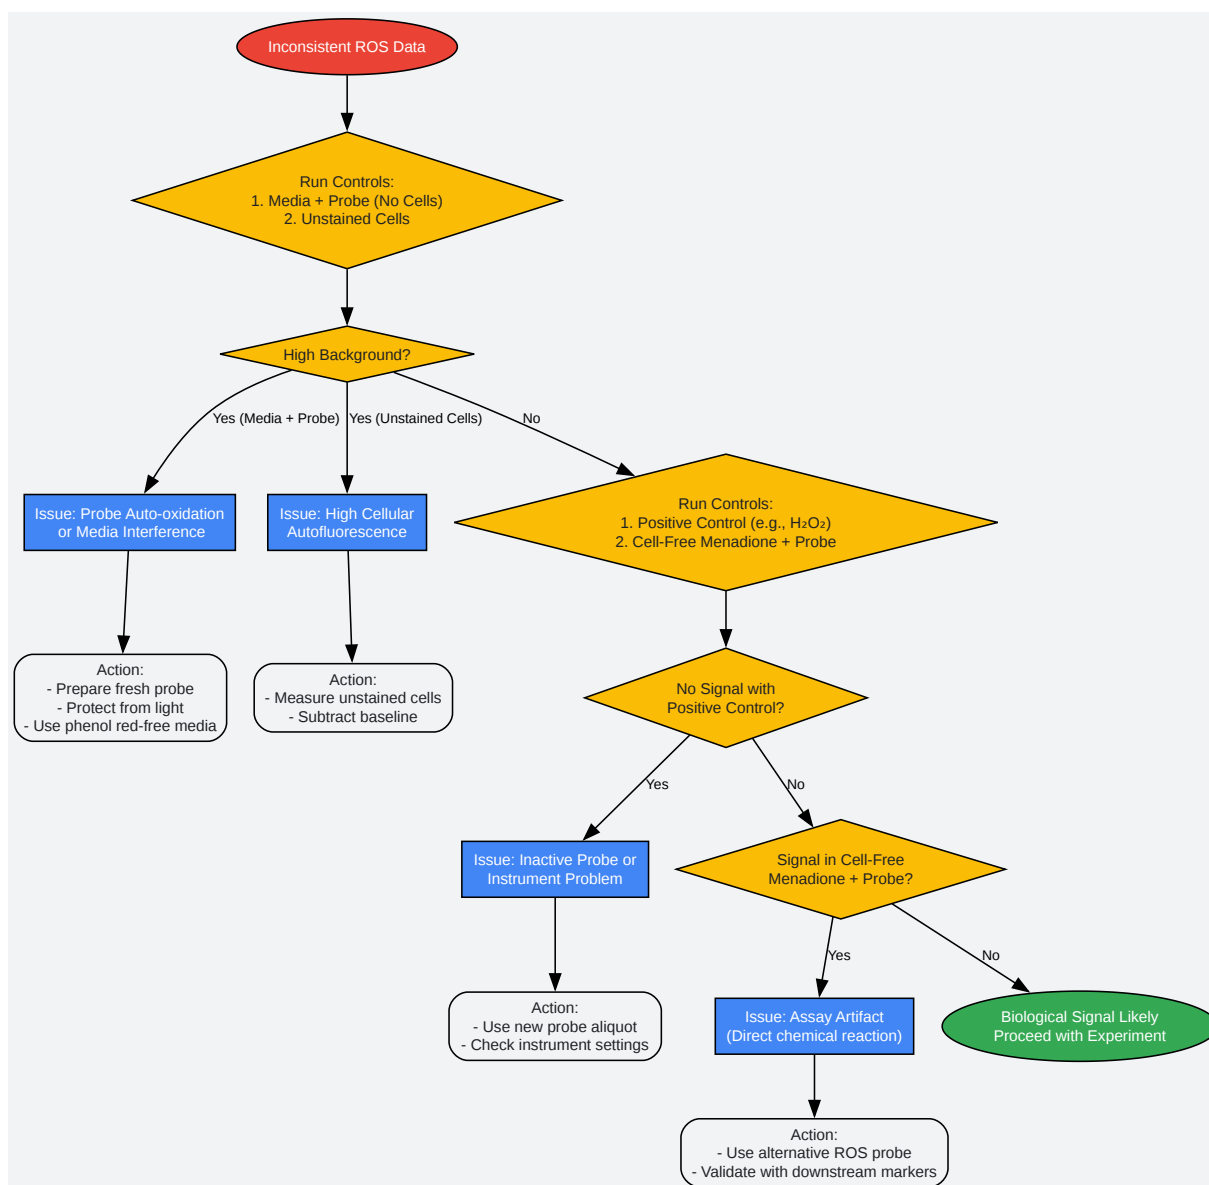 Inconsistent ROS Data
Run Controls:
1. Media + Probe (No Cells)
2. Unstained Cells
High Background?
Yes (Media + Probe)
Yes (Unstained Cells)
No
Issue: Probe Auto-oxidation
or Media Interference
Issue: High Cellular
Autofluorescence
Run Controls:
1. Positive Control (e.g., H₂O₂)
2. Cell-Free Menadione + Probe
Action:
- Prepare fresh probe
- Protect from light
- Use phenol red-free media
Action:
- Measure unstained cells
- Subtract baseline
No Signal with
Positive Control?
Yes
No
Issue: Inactive Probe or
Instrument Problem
Signal in Cell-Free
Menadione + Probe?
Yes
No
Action:
- Use new probe aliquot
- Check instrument settings
Issue: Assay Artifact
(Direct chemical reaction)
Biological Signal Likely
Proceed with Experiment
Action:
- Use alternative ROS probe
- Validate with downstream markers